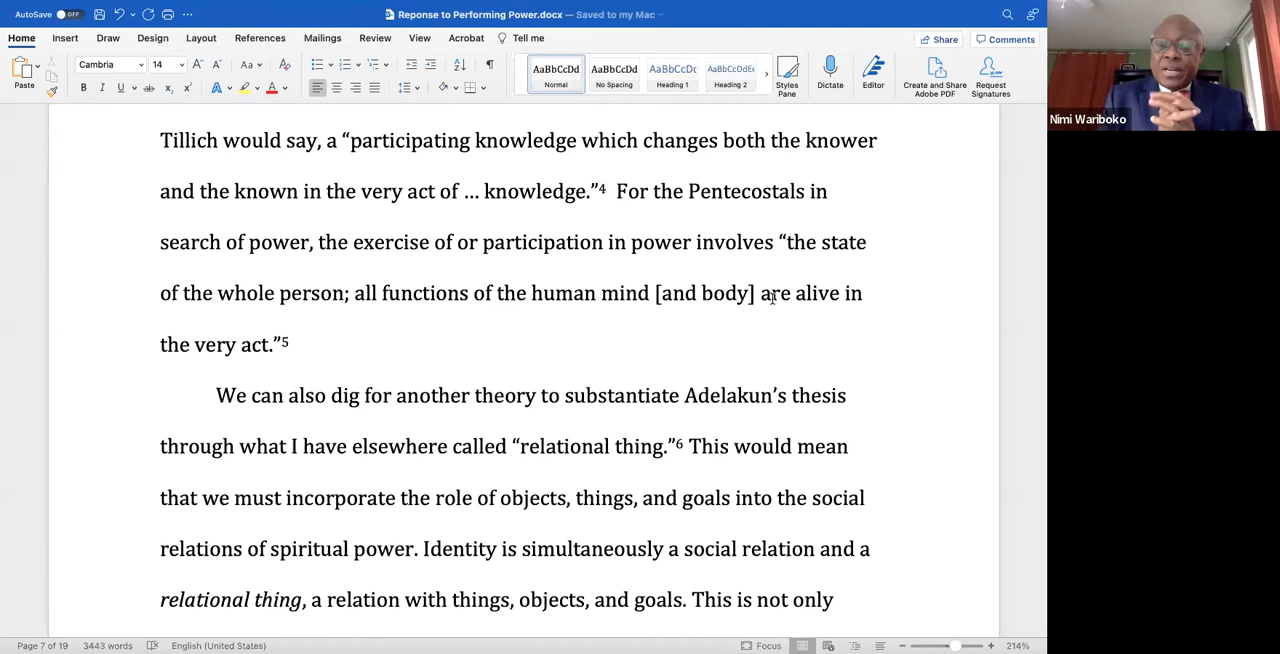 AutoSave OFF Reponse to Performing Power.docx — Saved to my Mac
Home Insert Draw Design Layout References Mailings Review View Acrobat Tell me Share Comments
Paste Cambria 14 A A Aa A AaBbCcDd AaBbCcDd AaBbCcDc AaBbCcDdEe
B I U ab x₂ x² A A Normal No Spacing Heading 1 Heading 2 Styles Pane Dictate Editor Create and Share Adobe PDF Request Signatures
Nimi Wariboko
Tillich would say, a “participating knowledge which changes both the knower
and the known in the very act of ... knowledge.”⁴ For the Pentecostals in
search of power, the exercise of or participation in power involves “the state
of the whole person; all functions of the human mind [and body] are alive in
the very act.”⁵
We can also dig for another theory to substantiate Adelakun’s thesis
through what I have elsewhere called “relational thing.”⁶ This would mean
that we must incorporate the role of objects, things, and goals into the social
relations of spiritual power. Identity is simultaneously a social relation and a
relational thing, a relation with things, objects, and goals. This is not only
Page 7 of 19 3443 words English (United States) Focus 214%